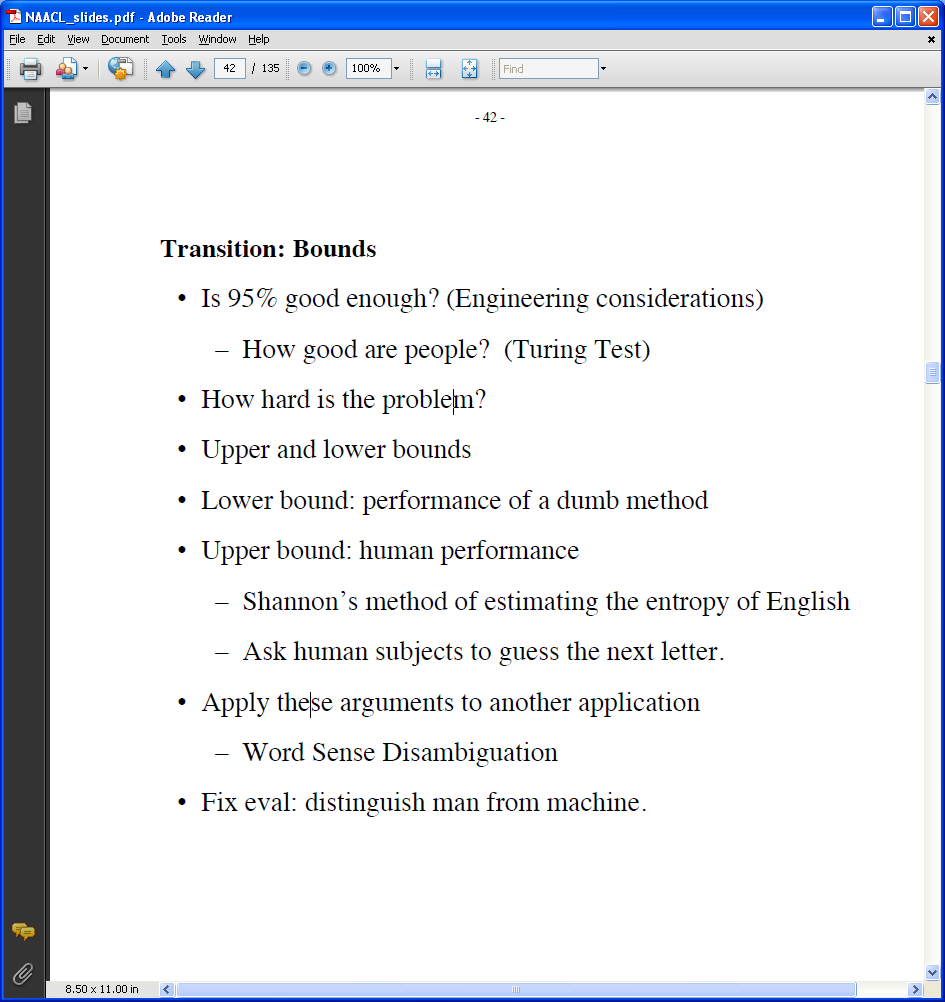 NAACL_slides.pdf - Adobe Reader
File Edit View Document Tools Window Help
42 / 135 100% Find
- 42 -
Transition: Bounds
• Is 95% good enough? (Engineering considerations)
– How good are people? (Turing Test)
• How hard is the problem?
• Upper and lower bounds
• Lower bound: performance of a dumb method
• Upper bound: human performance
– Shannon’s method of estimating the entropy of English
– Ask human subjects to guess the next letter.
• Apply these arguments to another application
– Word Sense Disambiguation
• Fix eval: distinguish man from machine.
8.50 x 11.00 in